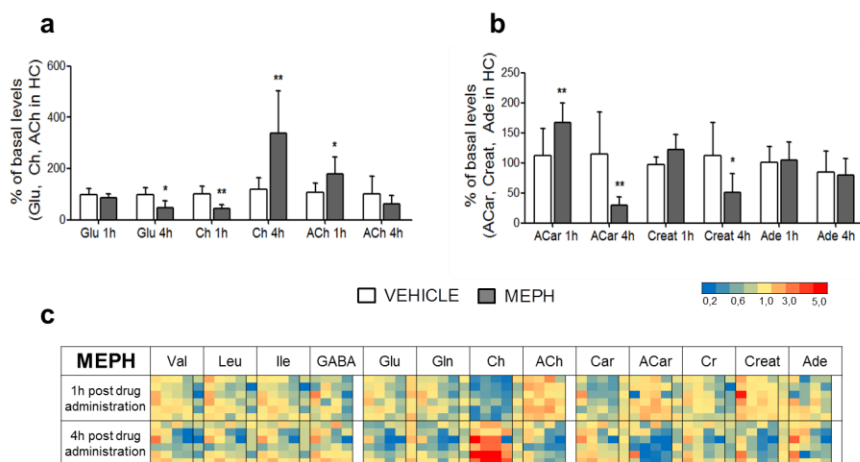 a
b
600
400
200
0
% of basal levels
(Glu, Ch, ACh in HC)
*
**
**
*
Glu 1h Glu 4h Ch 1h Ch 4h ACh 1h ACh 4h
250
200
150
100
50
0
% of basal levels
(ACar, Creat, Ade in HC)
**
**
*
ACar 1h ACar 4h Creat 1h Creat 4h Ade 1h Ade 4h
VEHICLE MEPH
0,2 0,6 1,0 3,0 5,0
c
MEPH Val Leu Ile GABA Glu Gln Ch ACh Car ACar Cr Creat Ade
1h post drug
administration
4h post drug
administration